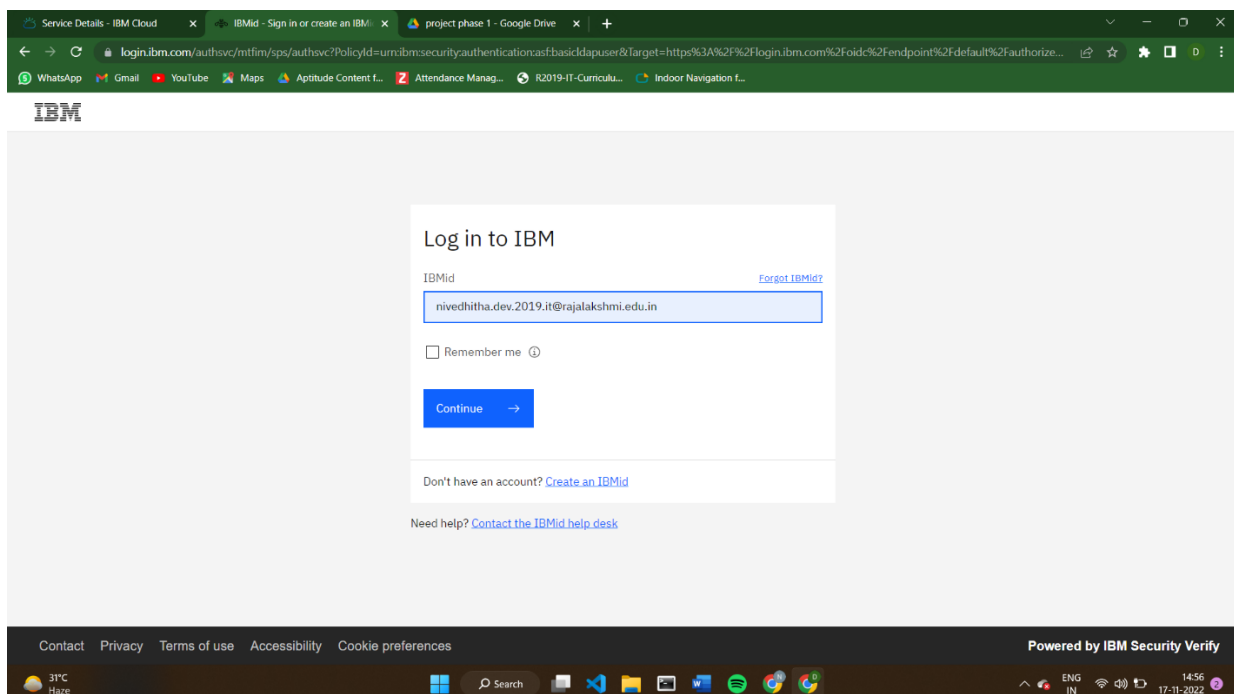 Service Details - IBM Cloud
IBMid - Sign in or create an IBMi
project phase 1 - Google Drive
login.ibm.com/authsvc/mtfim/sps/authsvc?PolicyId=urn:ibm:security:authentication:asf:basicldapuser&Target=https%3A%2F%2Flogin.ibm.com%2Foidc%2Fendpoint%2Fdefault%2Fauthorize...
D
WhatsApp Gmail YouTube Maps Aptitude Content f... Attendance Manag... R2019-IT-Curriculu... Indoor Navigation f...
IBM
Log in to IBM
IBMid
Forgot IBMid?
nivedhitha.dev.2019.it@rajalakshmi.edu.in
Remember me
Continue
Don't have an account? Create an IBMid
Need help? Contact the IBMid help desk
Contact Privacy Terms of use Accessibility Cookie preferences
Powered by IBM Security Verify
31°C
Haze
Search
ENG
IN
14:56
17-11-2022
2